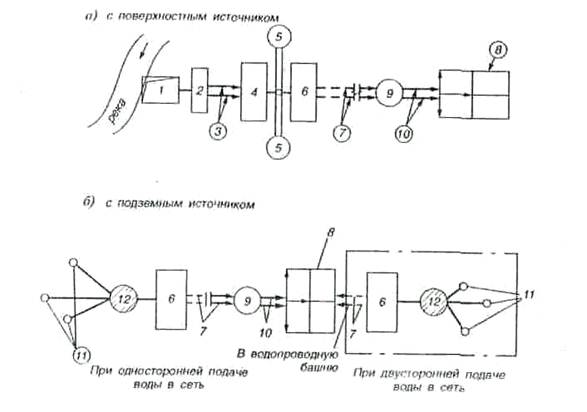 а) с поверхностным источником
5
8
река
1
2
4
6
9
3
7
10
5
б) с подземным источником
8
12
6
9
6
12
11
7
10
7
11
В водопроводную
башню
При односторонней подаче
воды в сеть
При двусторонней подаче
воды в сеть